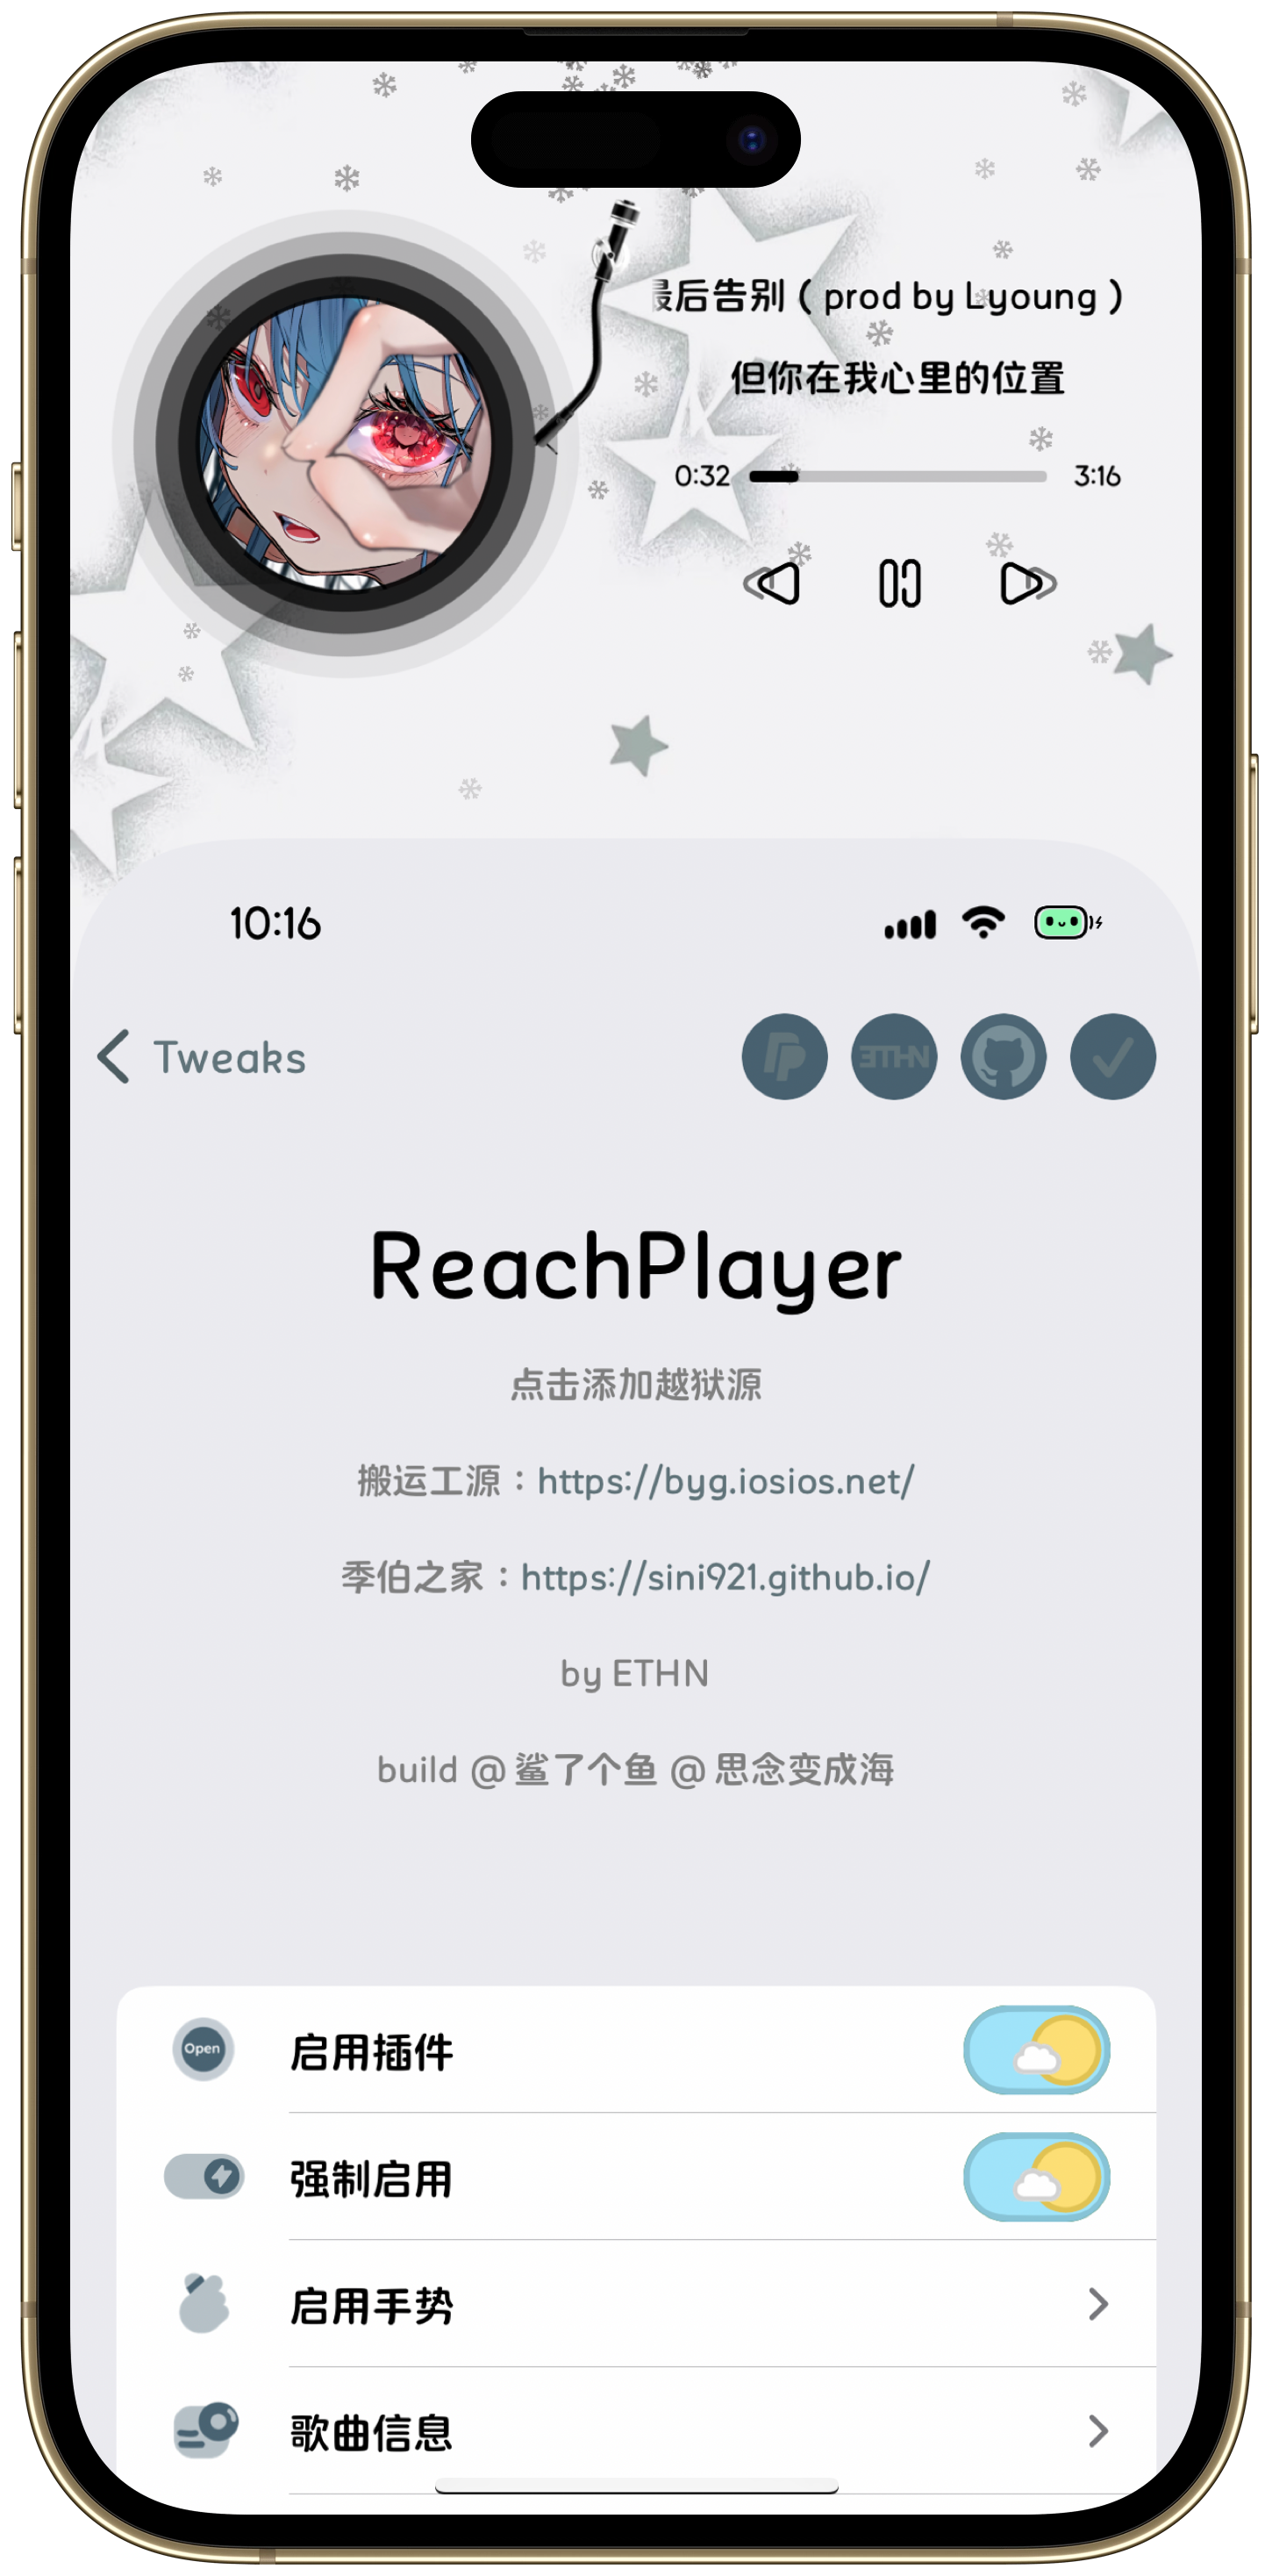 最后告别 ( prod by Lyoung )
但你在我心里的位置
0:32 3:16
10:16
Tweaks
ETHN
ReachPlayer
点击添加越狱源
搬运工源：https://byg.iosios.net/
季伯之家：https://sini921.github.io/
by ETHN
build @鲨了个鱼 @思念变成海
Open 启用插件
强制启用
启用手势
歌曲信息